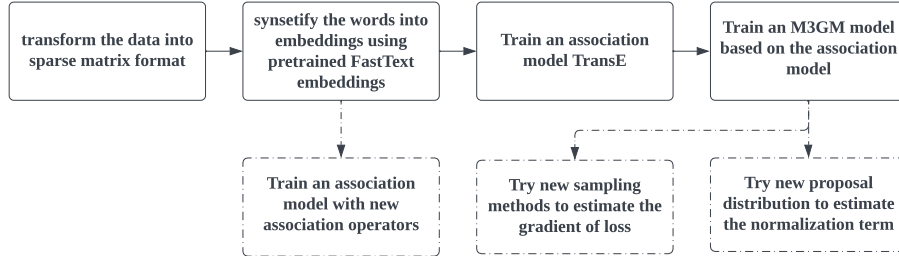 transform the data into
sparse matrix format
synsetify the words into
embeddings using
pretrained FastText
embeddings
Train an association
model TransE
Train an M3GM model
based on the association
model
Train an association
model with new
association operators
Try new sampling
methods to estimate the
gradient of loss
Try new proposal
distribution to estimate
the normalization term